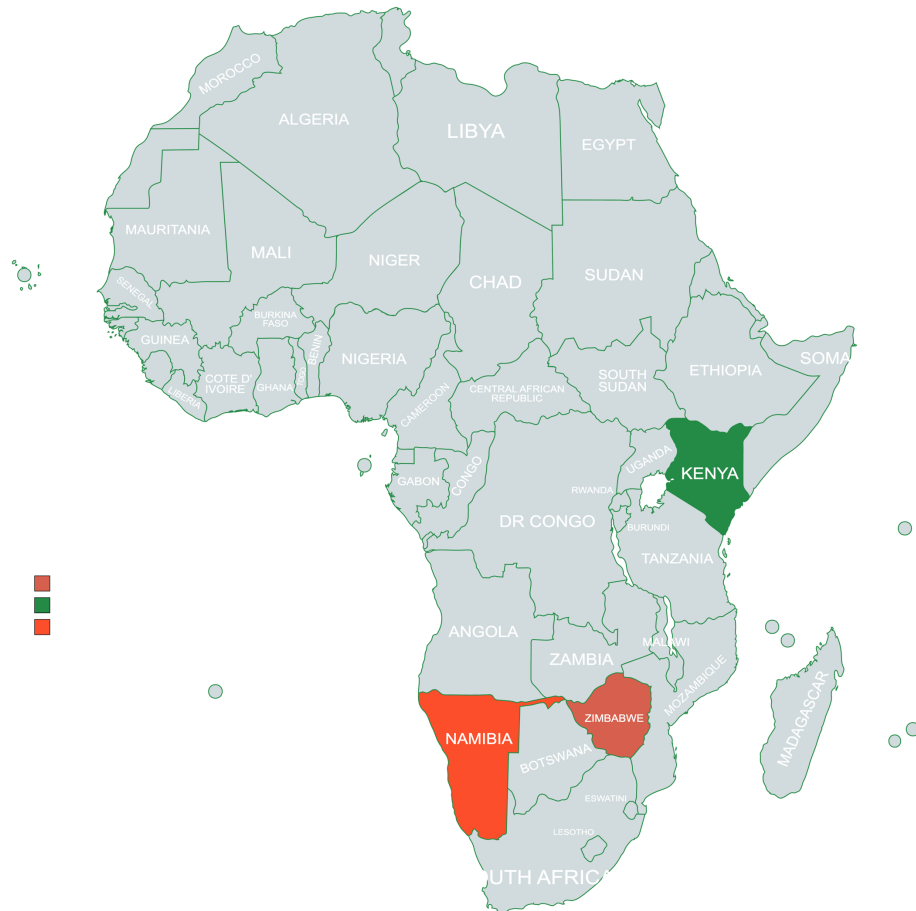 MOROCCO
ALGERIA
LIBYA
EGYPT
MAURITANIA
MALI
NIGER
CHAD
SUDAN
SENEGAL
BURKINA
FASO
GUINEA
BENIN
TOGO
NIGERIA
COTE D'
IVOIRE
GHANA
LIBERIA
CAMEROON
CENTRAL AFRICAN
REPUBLIC
SOUTH
SUDAN
ETHIOPIA
SOMA
UGANDA
KENYA
GABON
CONGO
RWANDA
DR CONGO
BURUNDI
TANZANIA
ANGOLA
ZAMBIA
MALAWI
MOZAMBIQUE
MADAGASCAR
NAMIBIA
ZIMBABWE
BOTSWANA
ESWATINI
LESOTHO
OUTH AFRICA